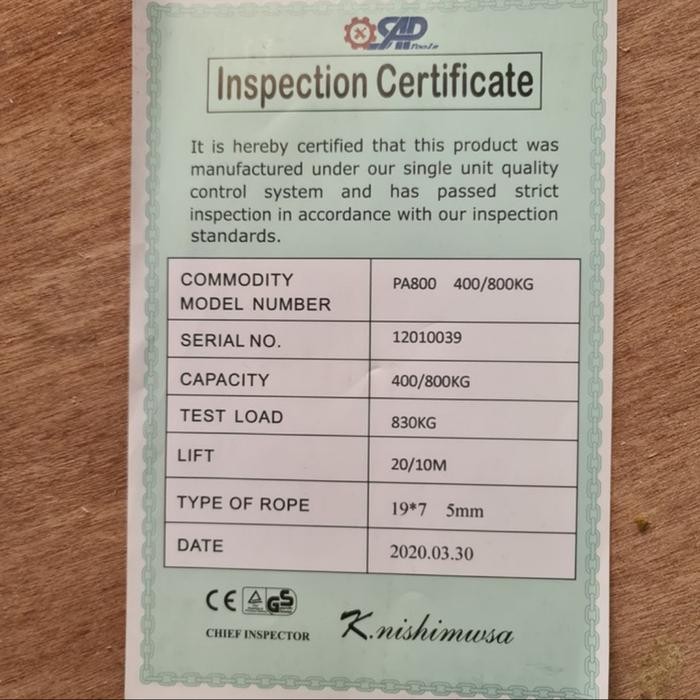 SAD
Tools
Inspection Certificate
It is hereby certified that this product was
manufactured under our single unit quality
control system and has passed strict
inspection in accordance with our inspection
standards.
COMMODITY
MODEL NUMBER
PA800 400/800KG
SERIAL NO.
12010039
CAPACITY
400/800KG
TEST LOAD
830KG
LIFT
20/10M
TYPE OF ROPE
19*7 5mm
DATE
2020.03.30
CE GS
CHIEF INSPECTOR
K.nishimwsa